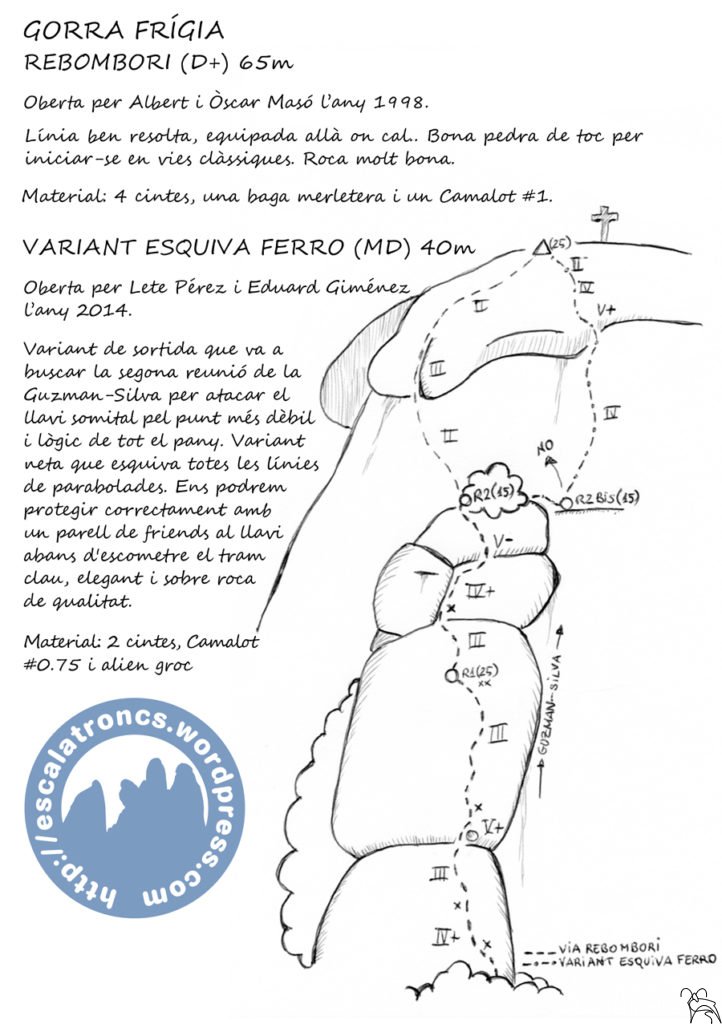 GORRA FRÍGIA
REBOMBORI (D+) 65m
Oberta per Albert i Òscar Masó l'any 1998.
Línia ben resolta, equipada allà on cal.. Bona pedra de toc per
iniciar-se en vies clàssiques. Roca molt bona.
Material: 4 cintes, una baga merletera i un Camalot #1.
VARIANT ESQUIVA FERRO (MD) 40m
Oberta per Lete Pérez i Eduard Giménez
l'any 2014.
Variant de sortida que va a
buscar la segona reunió de la
Guzman-Silva per atacar el
llavi somital pel punt més dèbil
i lògic de tot el pany. Variant
neta que esquiva totes les línies
de parabolades. Ens podrem
protegir correctament amb
un parell de friends al llavi
abans d'escometre el tram
clau, elegant i sobre roca
de qualitat.
Material: 2 cintes, Camalot
#0.75 i alien groc
(25)
II-
IV
II
V+
III
IV
II
NO
R2(15)
R2Bis(15)
V-
IV+
x
III
R1(25)
xx
III
GUZMAN-SILVA
x
V+
III
x
IV+
x
VIA REBOMBORI
VARIANT ESQUIVA FERRO
http://escalatroncs.wordpress.com